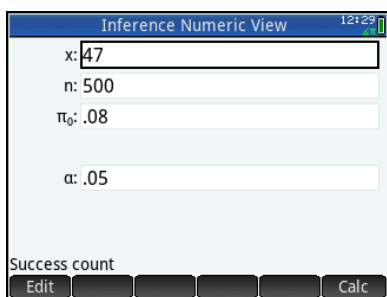 Inference Numeric View 12:29
∡π
x: 47
n: 500
π₀: .08
α: .05
Success count
Edit Calc